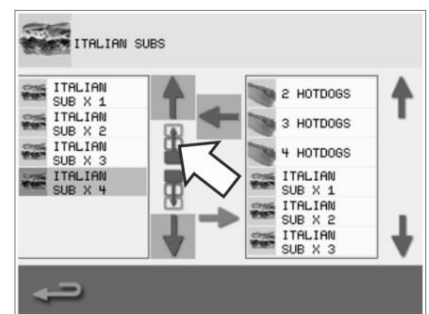 ITALIAN SUBS
ITALIAN
SUB X 1
ITALIAN
SUB X 2
ITALIAN
SUB X 3
ITALIAN
SUB X 4
2 HOTDOGS
3 HOTDOGS
4 HOTDOGS
ITALIAN
SUB X 1
ITALIAN
SUB X 2
ITALIAN
SUB X 3